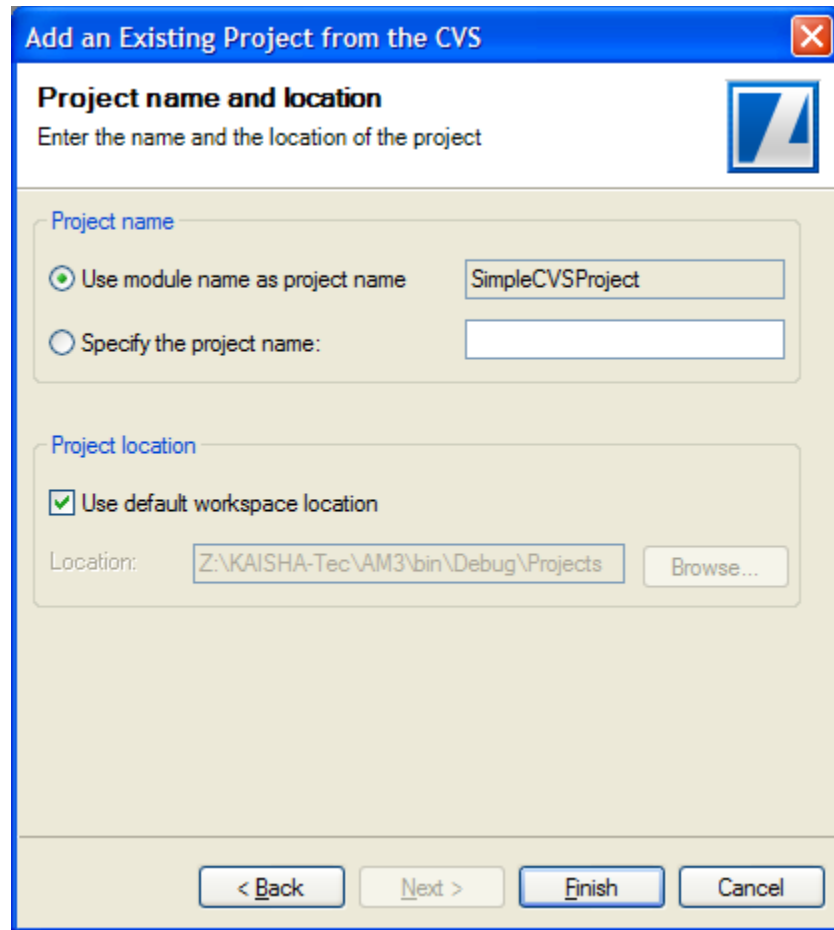 Add an Existing Project from the CVS
Project name and location
Enter the name and the location of the project
Project name
Use module name as project name SimpleCVSProject
Specify the project name:
Project location
Use default workspace location
Location: Z:\KAISHA-Tec\AM3\bin\Debug\Projects Browse...
< Back Next > Finish Cancel